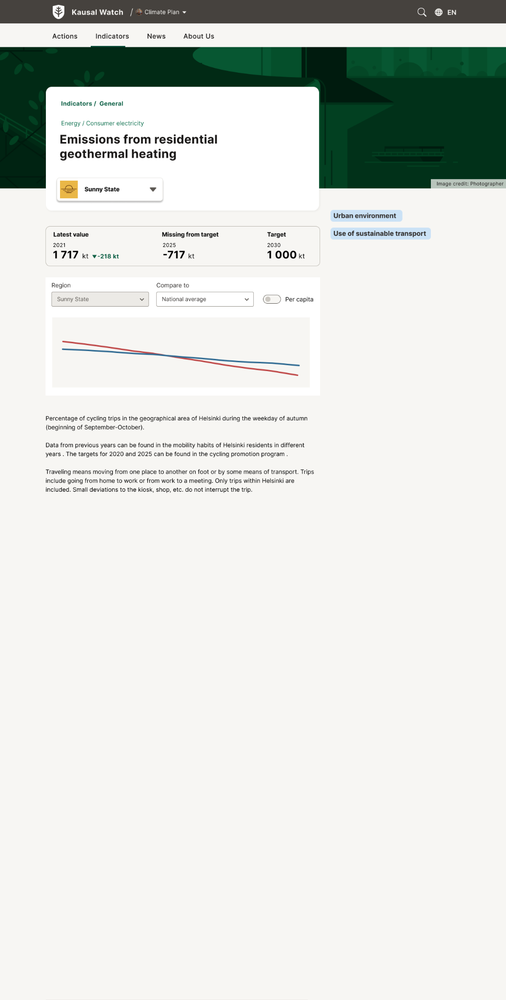 Kausal Watch / Climate Plan EN
Actions Indicators News About Us
Indicators / General
Energy / Consumer electricity
Emissions from residential
geothermal heating
Sunny State
Image credit: Photographer
Urban environment
Use of sustainable transport
Latest value Missing from target Target
2021 2025 2030
1 717 kt ▼-218 kt -717 kt 1 000 kt
Region Compare to
Sunny State National average Per capita
Percentage of cycling trips in the geographical area of Helsinki during the weekday of autumn
(beginning of September-October).
Data from previous years can be found in the mobility habits of Helsinki residents in different
years . The targets for 2020 and 2025 can be found in the cycling promotion program .
Traveling means moving from one place to another on foot or by some means of transport. Trips
include going from home to work or from work to a meeting. Only trips within Helsinki are
included. Small deviations to the kiosk, shop, etc. do not interrupt the trip.